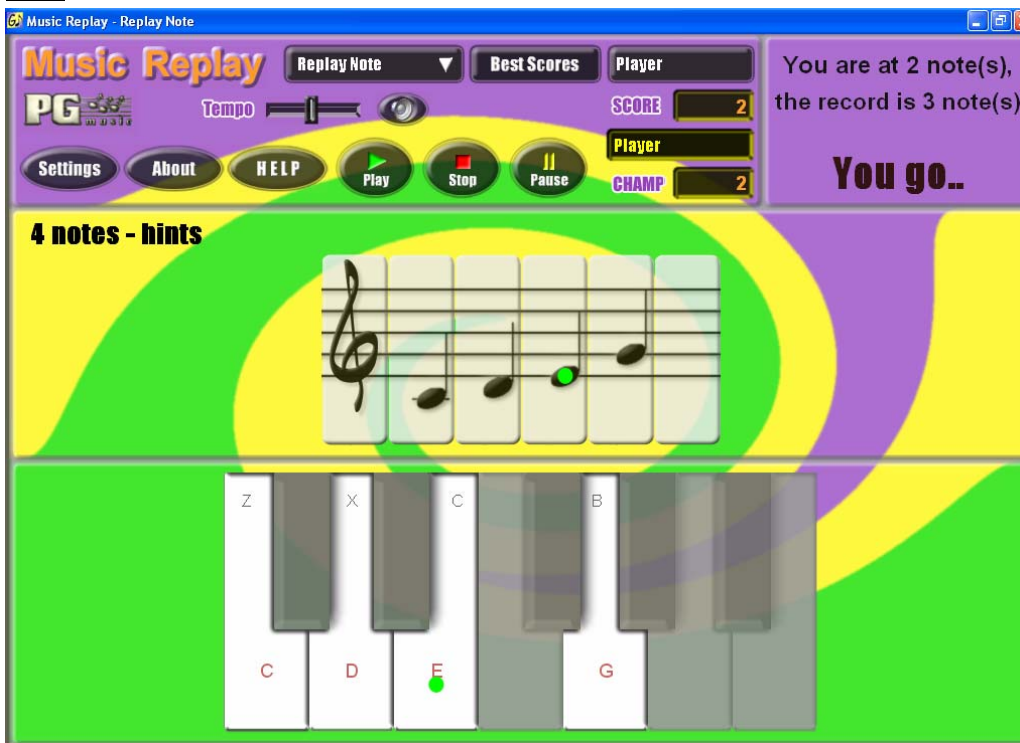 Music Replay - Replay Note
Music Replay
Replay Note
Best Scores
Player
PG music
Tempo
SCORE 2
Player
CHAMP 2
Settings
About
HELP
Play
Stop
Pause
You are at 2 note(s),
the record is 3 note(s)
You go..
4 notes - hints
Z X C B
C D E G